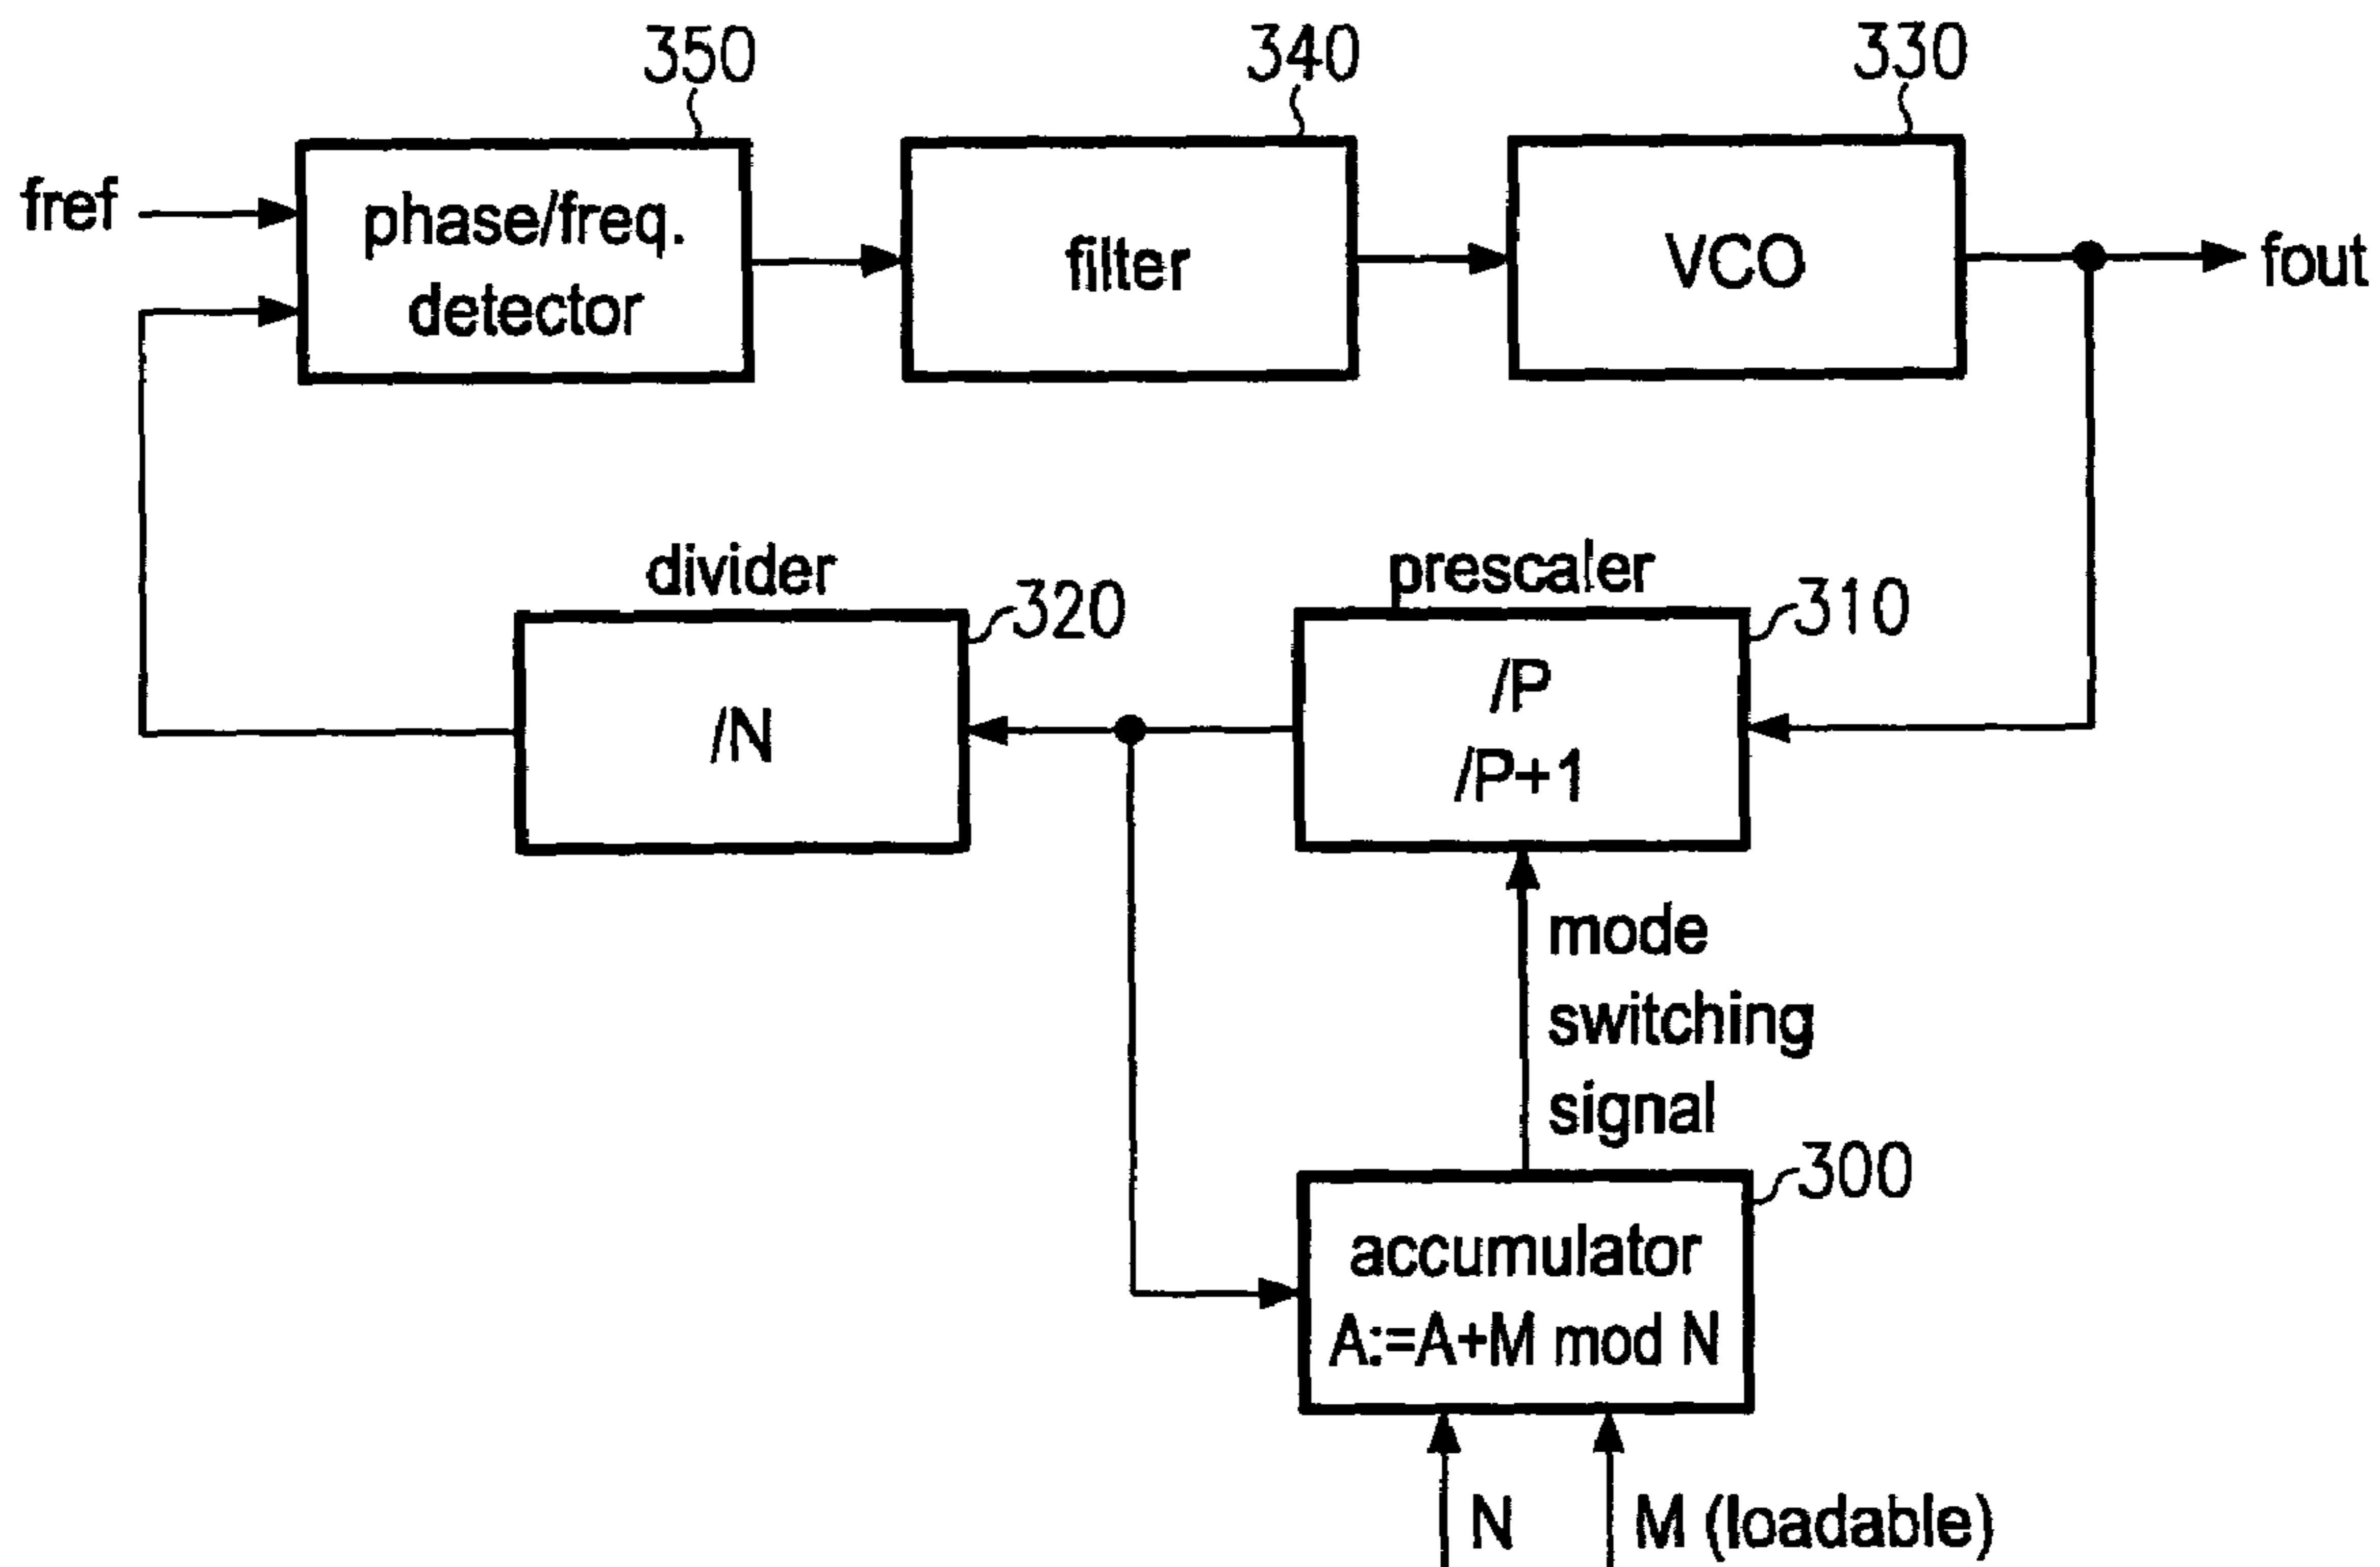 350
340
330
fref
phase/freq.
detector
filter
VCO
fout
divider
320
prescaler
310
/N
/P
/P+1
mode
switching
signal
300
accumulator
A:=A+M mod N
N
M (loadable)